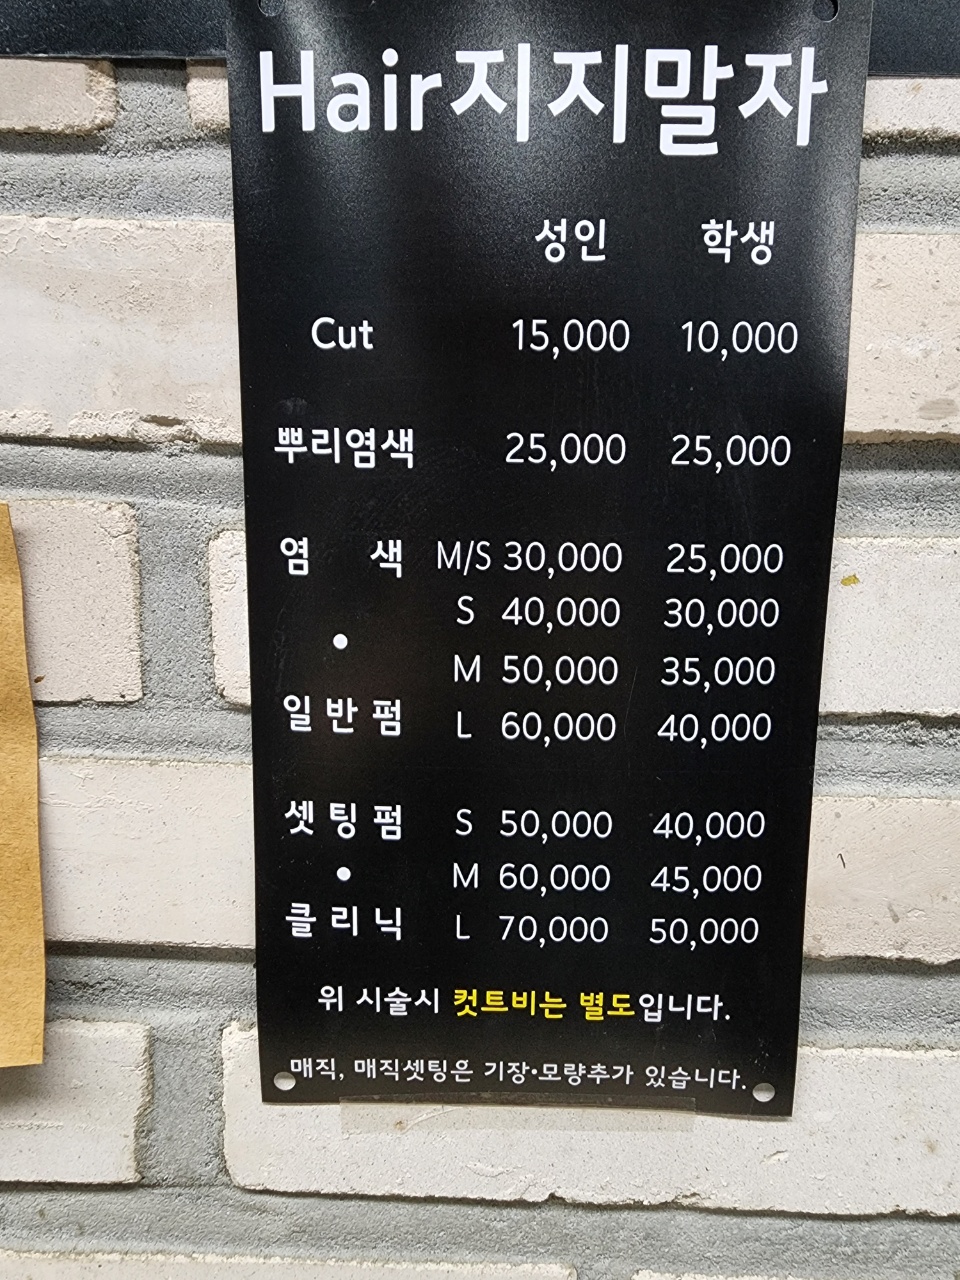 Hair지지말자
성인 학생
Cut 15,000 10,000
뿌리염색 25,000 25,000
염 색 M/S 30,000 25,000
S 40,000 30,000
•
M 50,000 35,000
일반펌 L 60,000 40,000
셋팅펌 S 50,000 40,000
• M 60,000 45,000
클리닉 L 70,000 50,000
위 시술시 컷트비는 별도입니다.
매직, 매직셋팅은 기장•모량추가 있습니다.